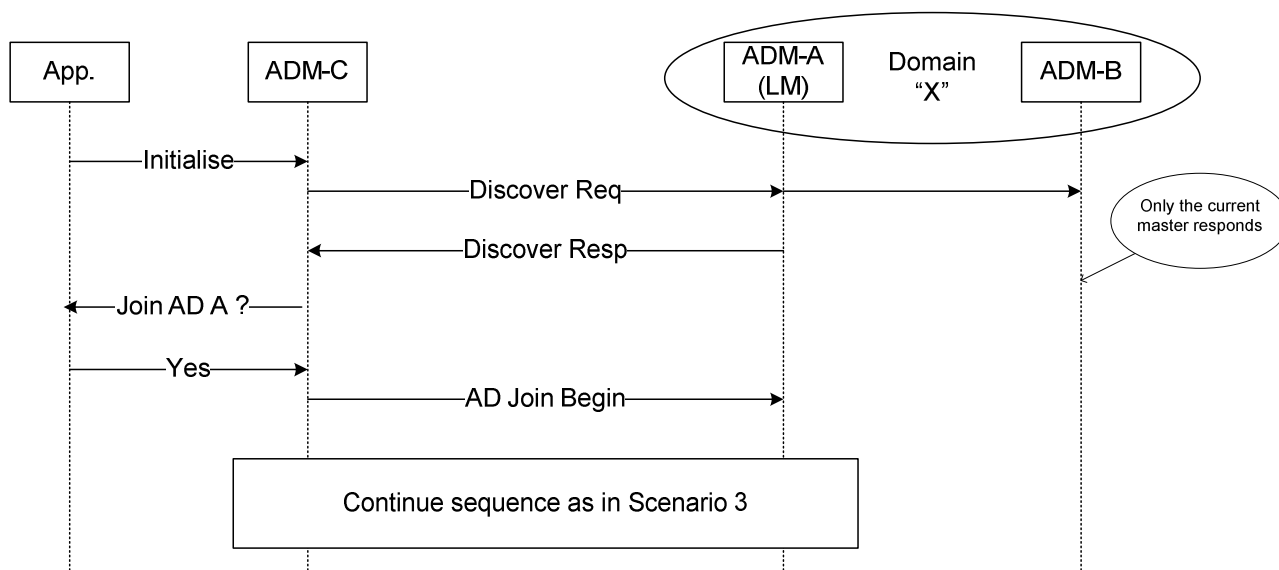 App.
ADM-C
ADM-A
(LM)
Domain
“X”
ADM-B
Initialise
Discover Req
Only the current
master responds
Discover Resp
Join AD A ?
Yes
AD Join Begin
Continue sequence as in Scenario 3